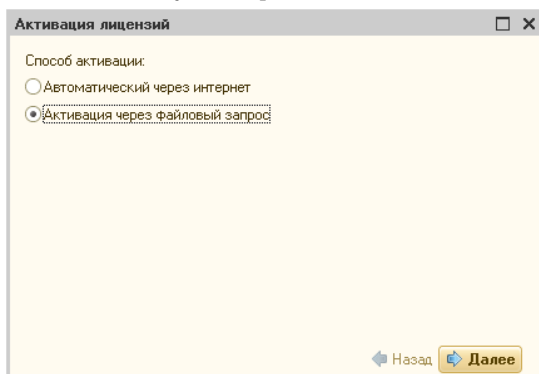 Активация лицензий
Способ активации:
Автоматический через интернет
Активация через файловый запрос
Назад Далее